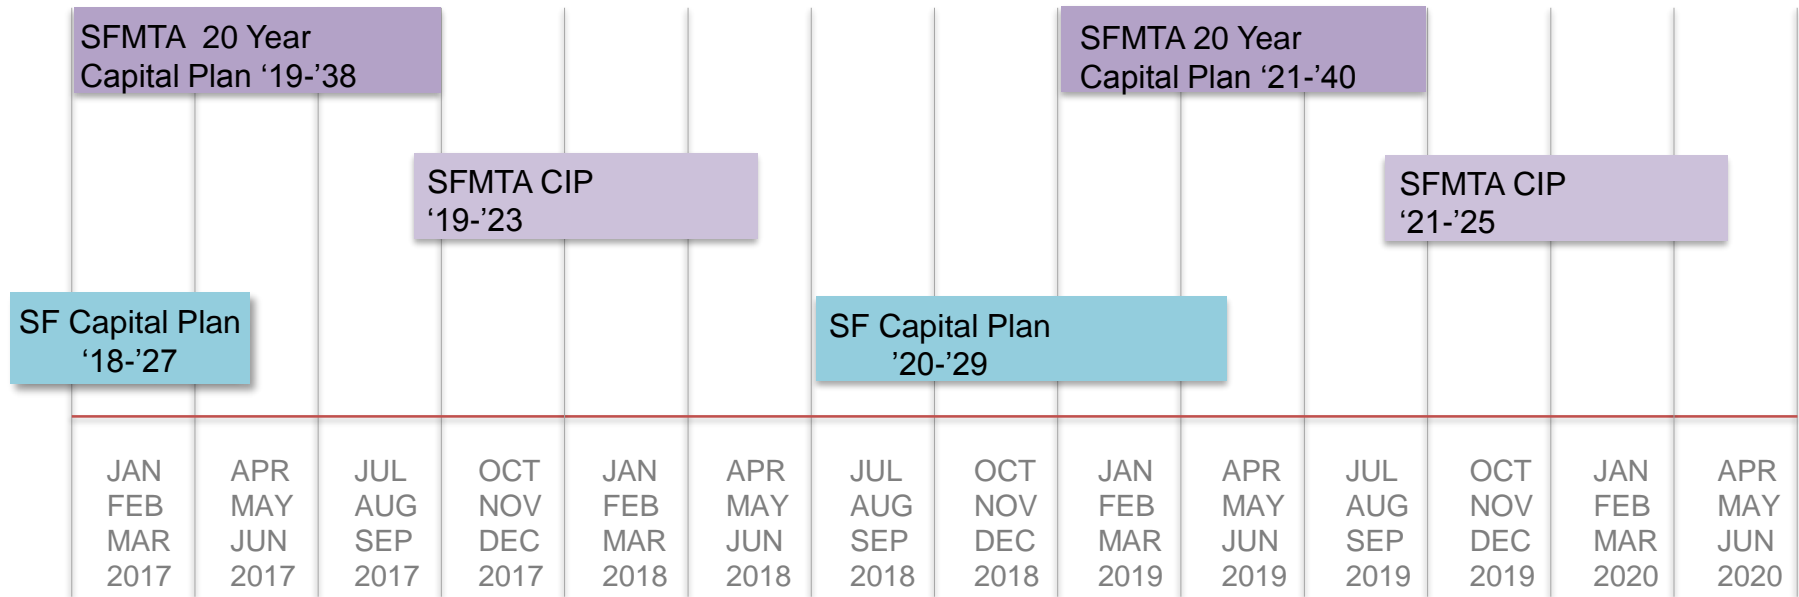 SFMTA  20 Year
Capital Plan ‘19-’38
SFMTA 20 Year
Capital Plan ‘21-’40
SFMTA CIP
‘19-’23
SFMTA CIP
‘21-’25
SF Capital Plan
‘18-’27
SF Capital Plan
’20-’29
JAN
FEB
MAR
2017
APR
MAY
JUN
2017
JUL
AUG
SEP
2017
OCT
NOV
DEC
2017
JAN
FEB
MAR
2018
APR
MAY
JUN
2018
JUL
AUG
SEP
2018
OCT
NOV
DEC
2018
JAN
FEB
MAR
2019
APR
MAY
JUN
2019
JUL
AUG
SEP
2019
OCT
NOV
DEC
2019
JAN
FEB
MAR
2020
APR
MAY
JUN
2020